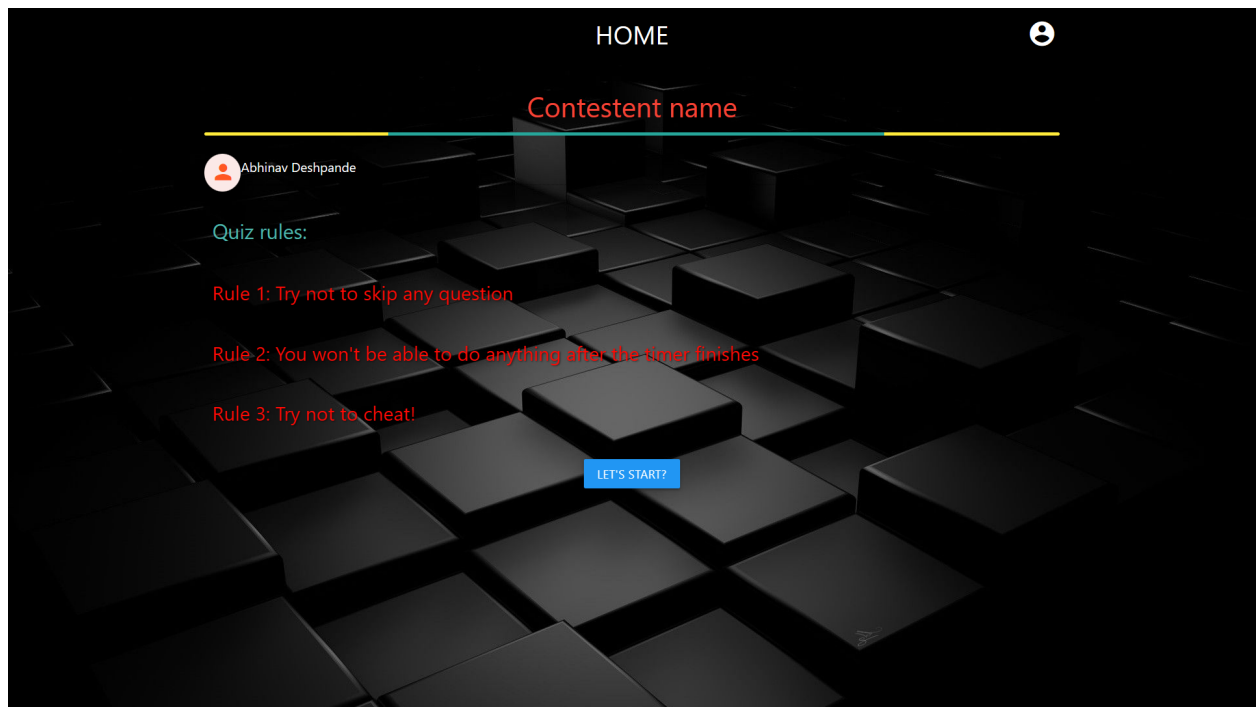 HOME
Contestent name
Abhinav Deshpande
Quiz rules:
Rule 1: Try not to skip any question
Rule 2: You won't be able to do anything after the timer finishes
Rule 3: Try not to cheat!
LET'S START?